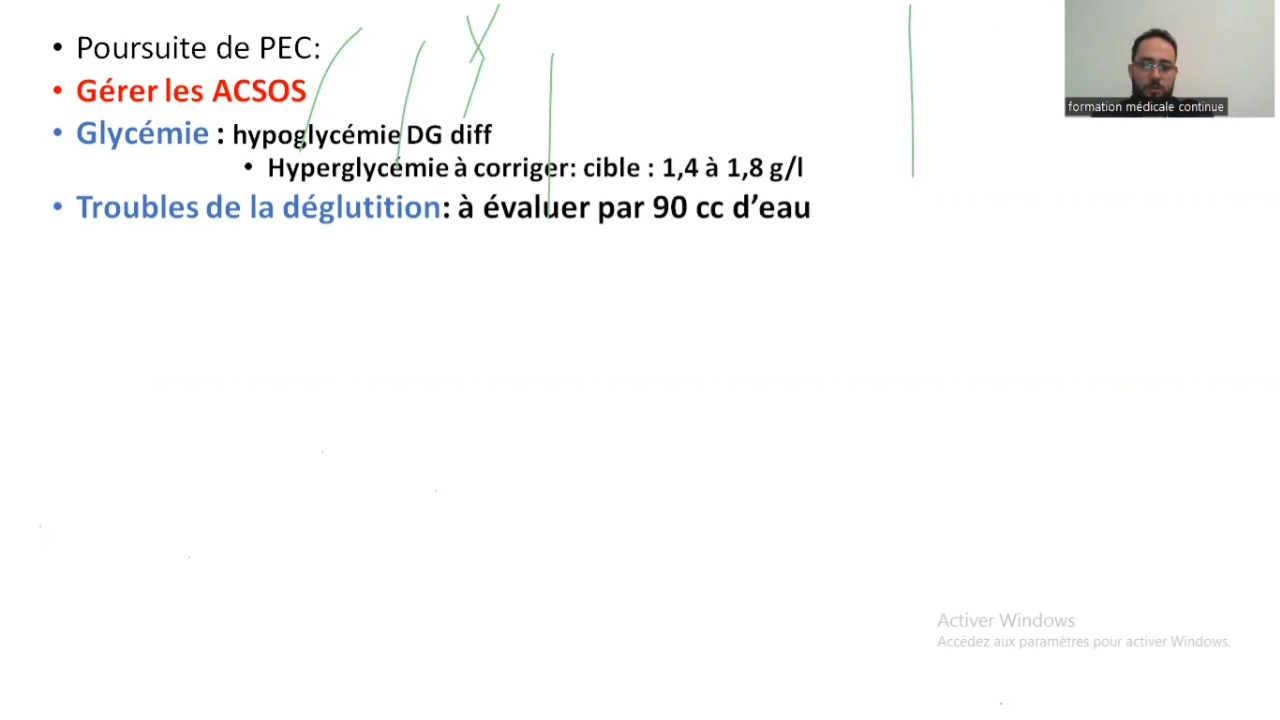 • Poursuite de PEC:
• Gérer les ACSOS
• Glycémie : hypoglycémie DG diff
• Hyperglycémie à corriger: cible : 1,4 à 1,8 g/l
• Troubles de la déglutition: à évaluer par 90 cc d'eau
formation médicale continue
Activer Windows
Accédez aux paramètres pour activer Windows.